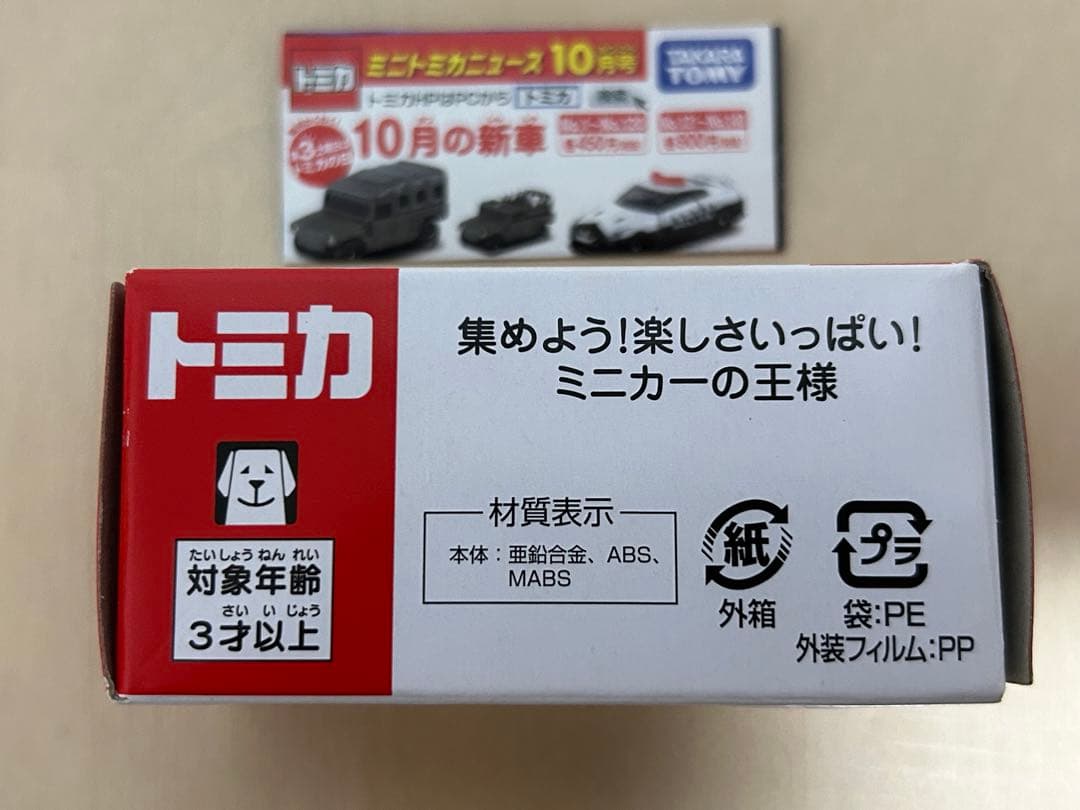 トミカ
ミニトミカニュース10月号
TAKARA TOMY
トミカHPはPCから トミカ
10月の新車
トミカ
集めよう!楽しさいっぱい!
ミニカーの王様
材質表示
本体:亜鉛合金、ABS、
MABS
紙
外箱
プラ
袋:PE
外装フィルム:PP
たいしょうねんれい
対象年齢
さいいじょう
3才以上